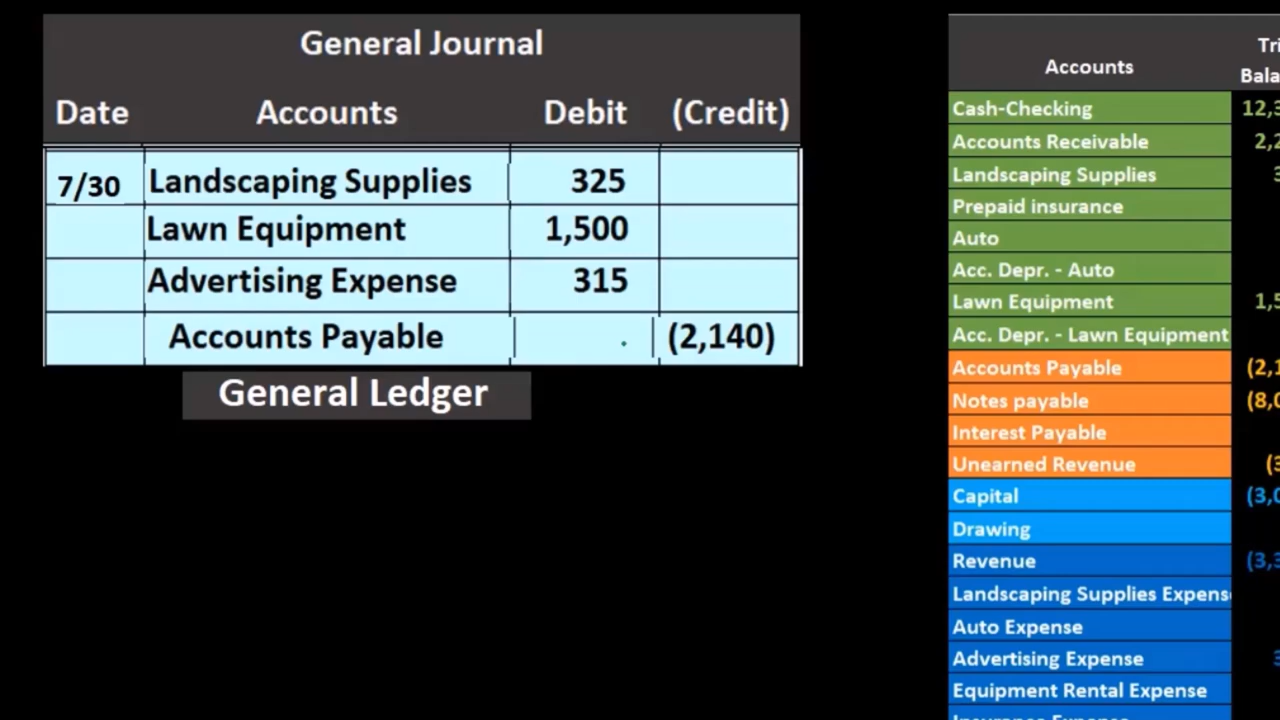 General Journal
Date Accounts Debit (Credit)
7/30 Landscaping Supplies 325
Lawn Equipment 1,500
Advertising Expense 315
Accounts Payable (2,140)
General Ledger
Accounts
Cash-Checking
Accounts Receivable
Landscaping Supplies
Prepaid insurance
Auto
Acc. Depr. - Auto
Lawn Equipment
Acc. Depr. - Lawn Equipment
Accounts Payable
Notes payable
Interest Payable
Unearned Revenue
Capital
Drawing
Revenue
Landscaping Supplies
Auto Expense
Advertising Expense
Equipment Rental Expense